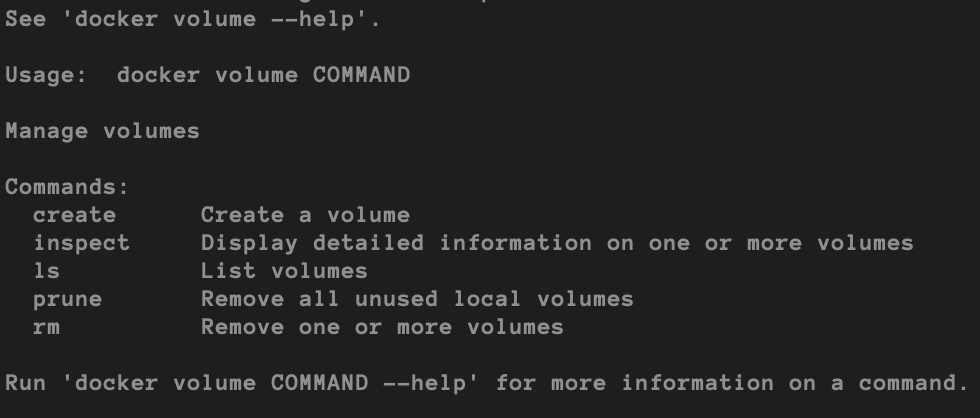 See 'docker volume --help'.
Usage:  docker volume COMMAND
Manage volumes
Commands:
  create      Create a volume
  inspect     Display detailed information on one or more volumes
  ls          List volumes
  prune       Remove all unused local volumes
  rm          Remove one or more volumes
Run 'docker volume COMMAND --help' for more information on a command.